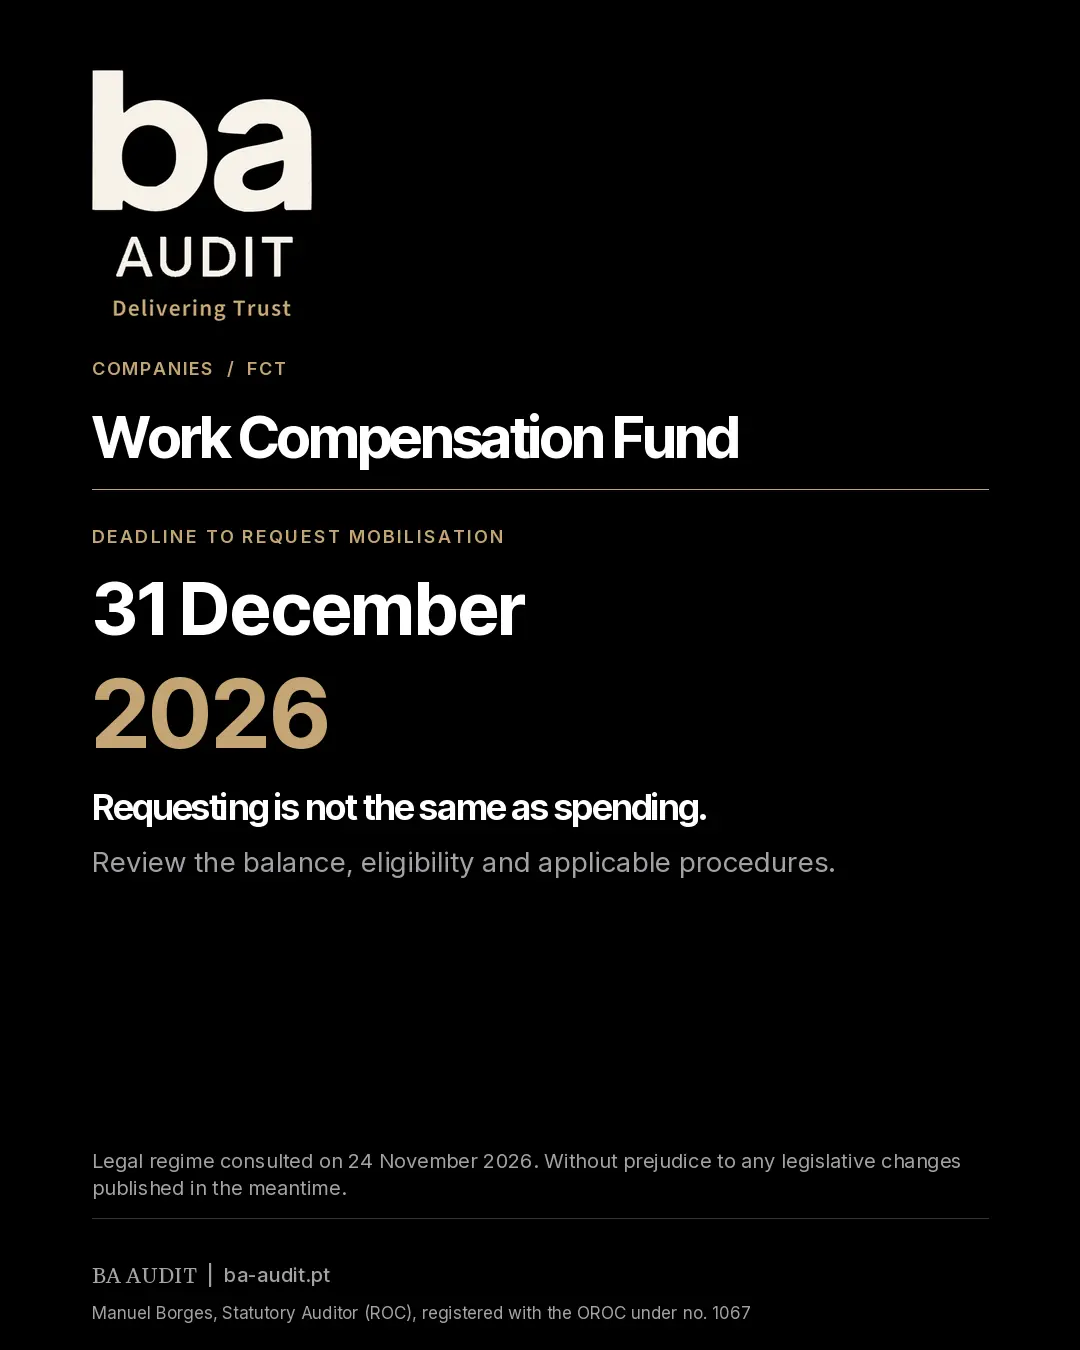 ba
AUDIT
Delivering Trust
COMPANIES / FCT
Work Compensation Fund
DEADLINE TO REQUEST MOBILISATION
31 December
2026
Requesting is not the same as spending.
Review the balance, eligibility and applicable procedures.
Legal regime consulted on 24 November 2026. Without prejudice to any legislative changes
published in the meantime.
BA AUDIT | ba-audit.pt
Manuel Borges, Statutory Auditor (ROC), registered with the OROC under no. 1067